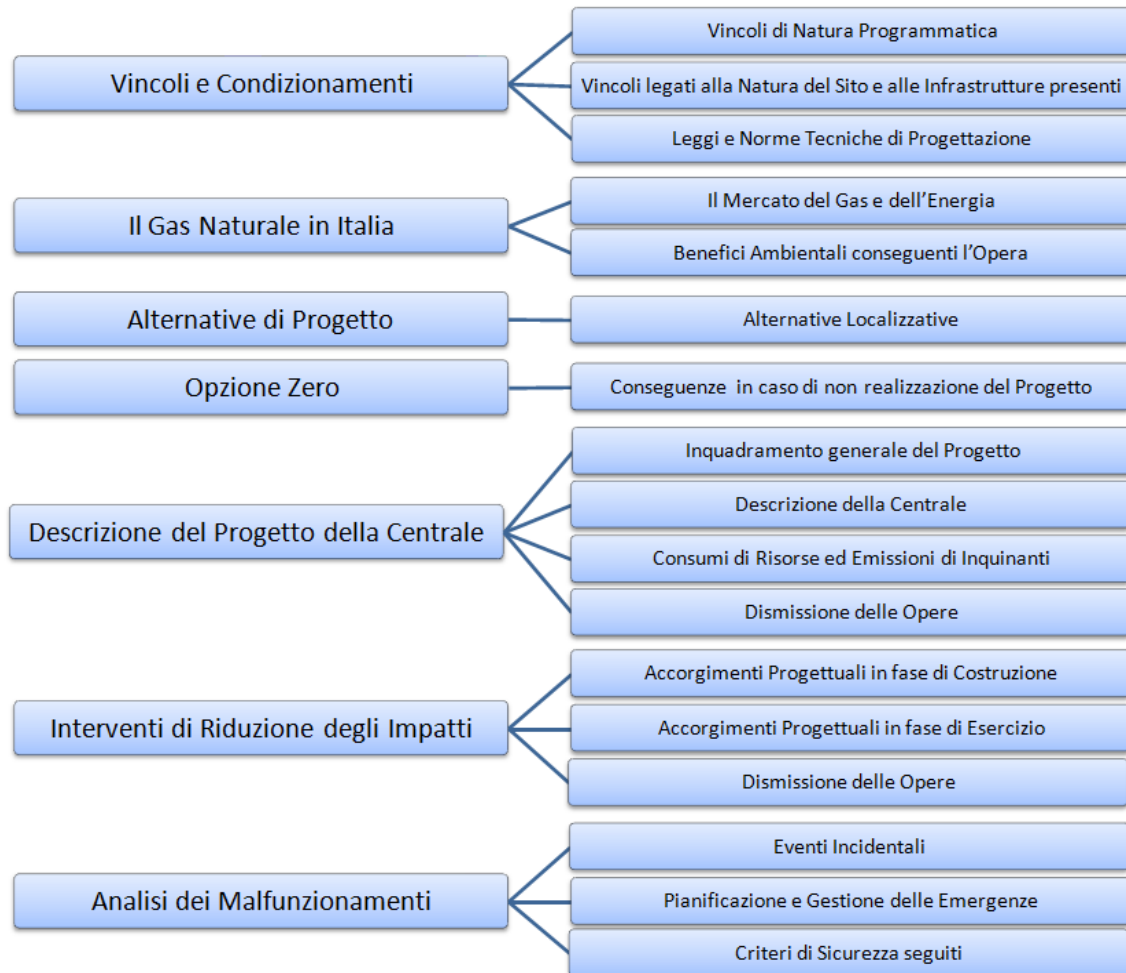 Vincoli e Condizionamenti
Vincoli di Natura Programmatica
Vincoli legati alla Natura del Sito e alle Infrastrutture presenti
Leggi e Norme Tecniche di Progettazione
Il Gas Naturale in Italia
Il Mercato del Gas e dell'Energia
Benefici Ambientali conseguenti l'Opera
Alternative di Progetto
Alternative Localizzative
Opzione Zero
Conseguenze in caso di non realizzazione del Progetto
Descrizione del Progetto della Centrale
Inquadramento generale del Progetto
Descrizione della Centrale
Consumi di Risorse ed Emissioni di Inquinanti
Dismissione delle Opere
Interventi di Riduzione degli Impatti
Accorgimenti Progettuali in fase di Costruzione
Accorgimenti Progettuali in fase di Esercizio
Dismissione delle Opere
Analisi dei Malfunzionamenti
Eventi Incidentali
Pianificazione e Gestione delle Emergenze
Criteri di Sicurezza seguiti